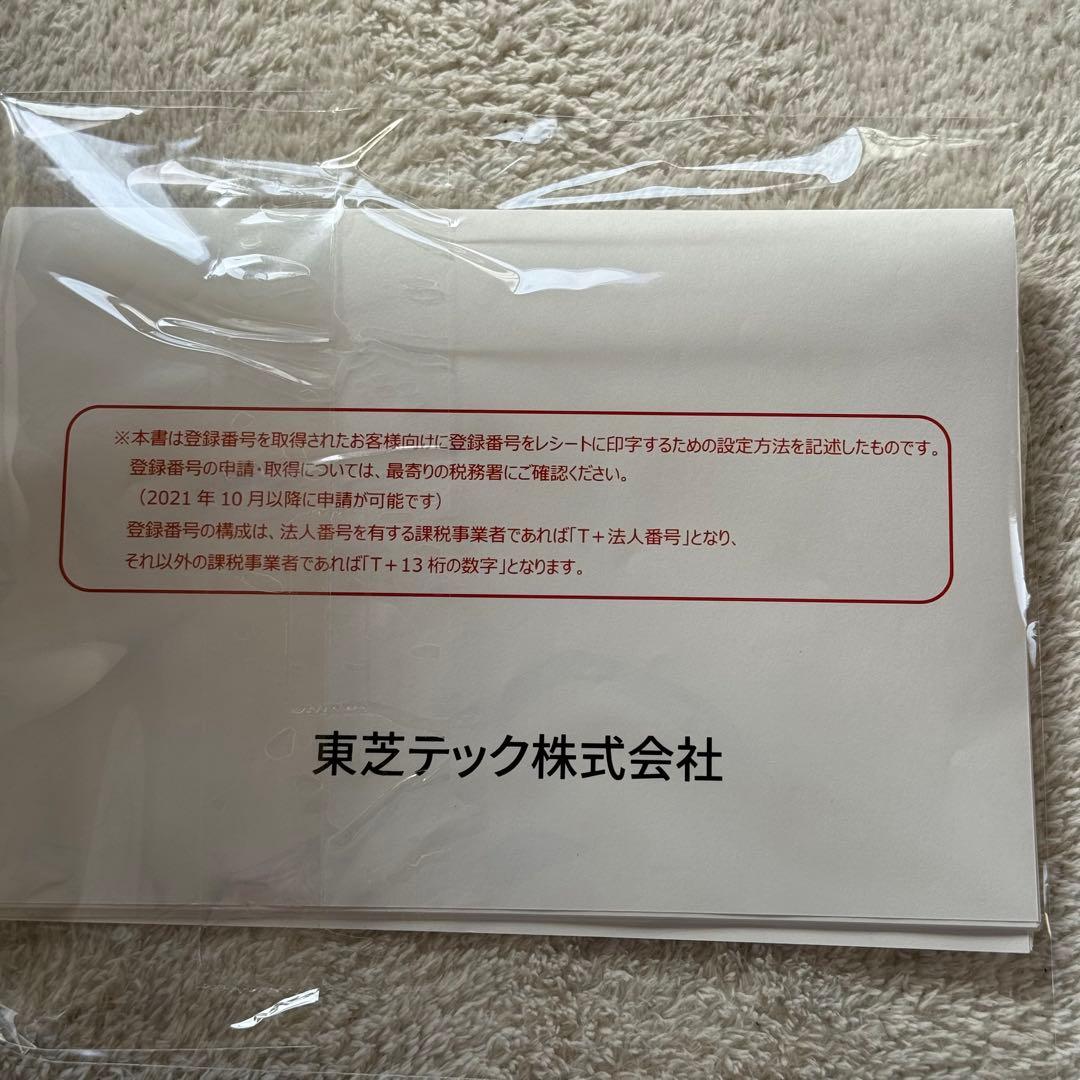 ※本書は登録番号を取得されたお客様向けに登録番号をレシートに印字するための設定方法を記述したものです。
登録番号の申請・取得については、最寄りの税務署にご確認ください。
（2021 年 10 月以降に申請が可能です）
登録番号の構成は、法人番号を有する課税事業者であれば「T＋法人番号」となり、
それ以外の課税事業者であれば「T＋13 桁の数字」となります。
東芝テック株式会社